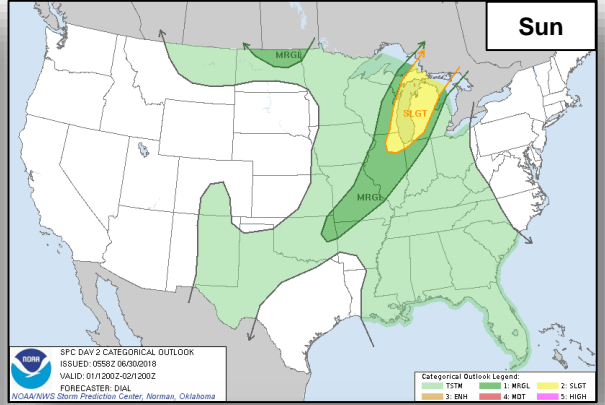 Sun
MRGL
SLGT
MRGL
NOAA
SPC DAY 2 CATEGORICAL OUTLOOK
ISSUED: 0558Z 06/30/2018
VALID: 01/1200Z-02/1200Z
FORECASTER: DIAL
NOAA/NWS Storm Prediction Center, Norman, Oklahoma
Categorical Outlook Legend:
TSTM 1: MRGL 2: SLGT
3: ENH 4: MDT 5: HIGH